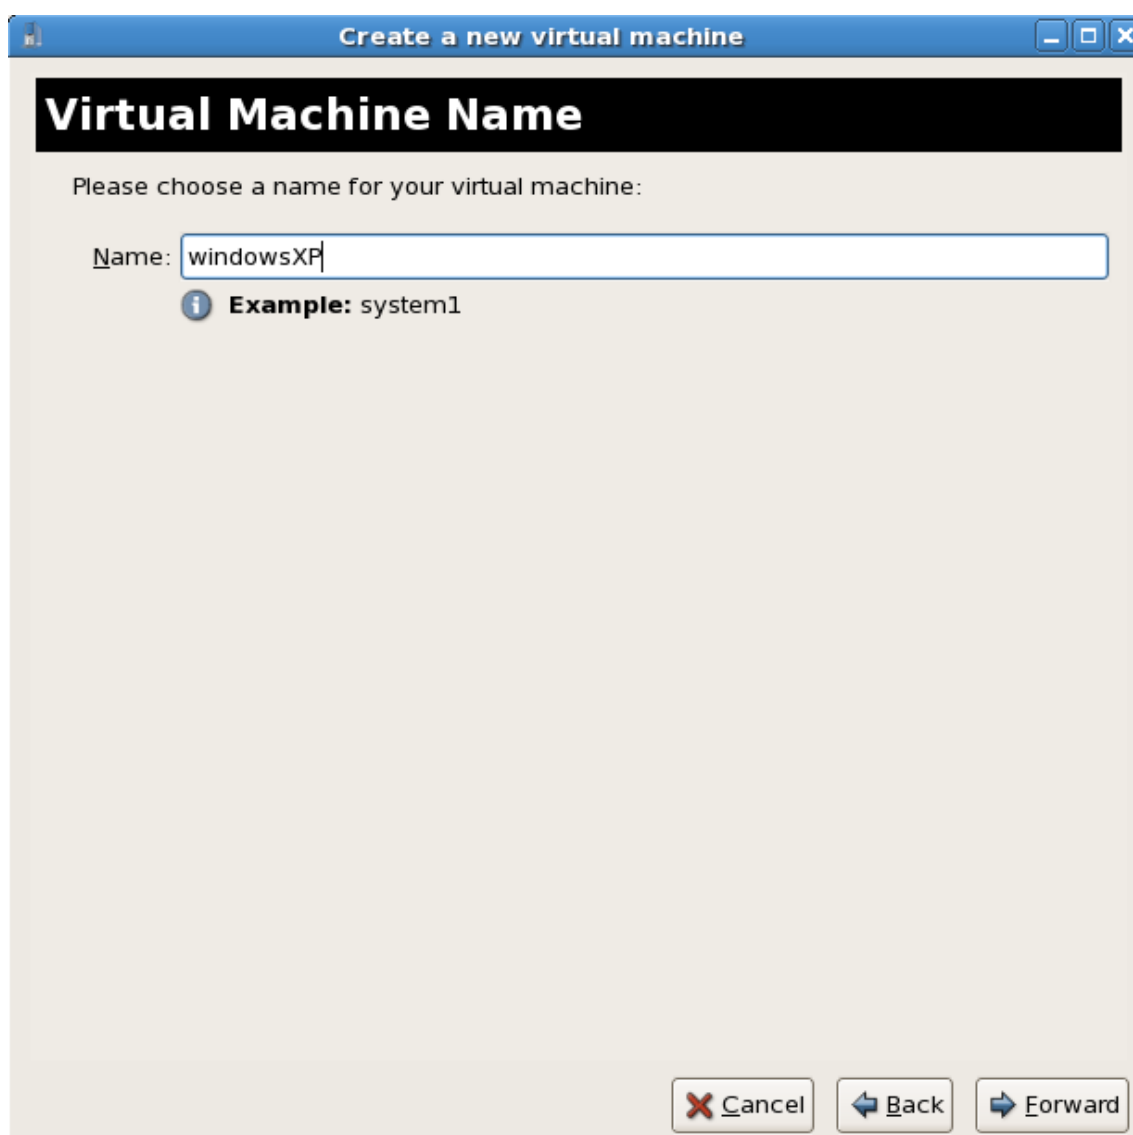 Create a new virtual machine
Virtual Machine Name
Please choose a name for your virtual machine:
Name: windowsXP
Example: system1
Cancel Back Forward